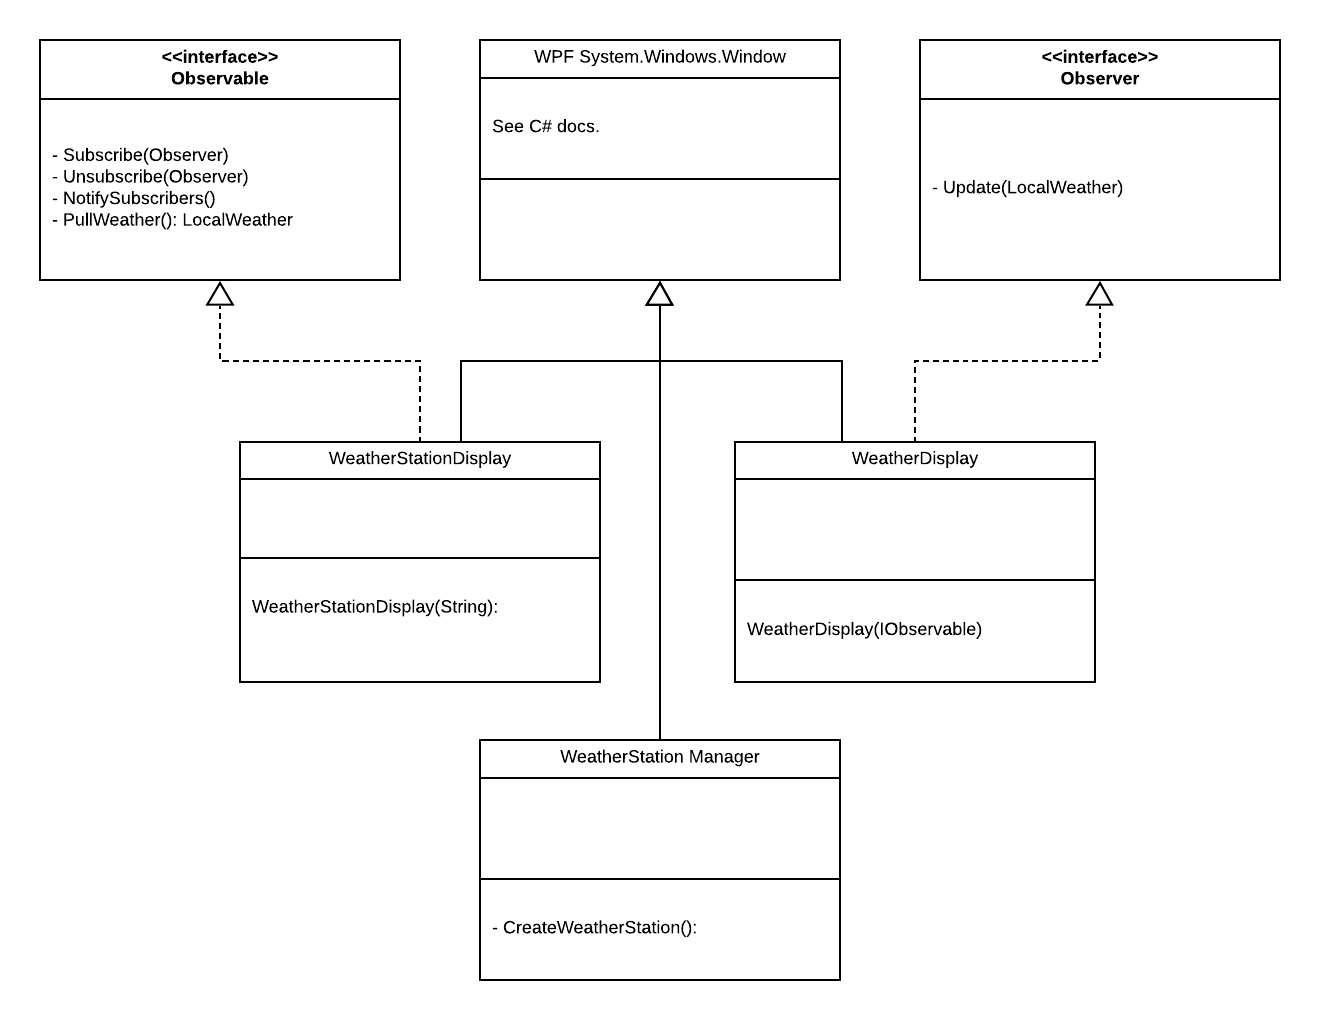 <<interface>>
Observable
- Subscribe(Observer)
- Unsubscribe(Observer)
- NotifySubscribers()
- PullWeather(): LocalWeather
WPF System.Windows.Window
See C# docs.
<<interface>>
Observer
- Update(LocalWeather)
WeatherStationDisplay
WeatherStationDisplay(String):
WeatherDisplay
WeatherDisplay(IObservable)
WeatherStation Manager
- CreateWeatherStation():